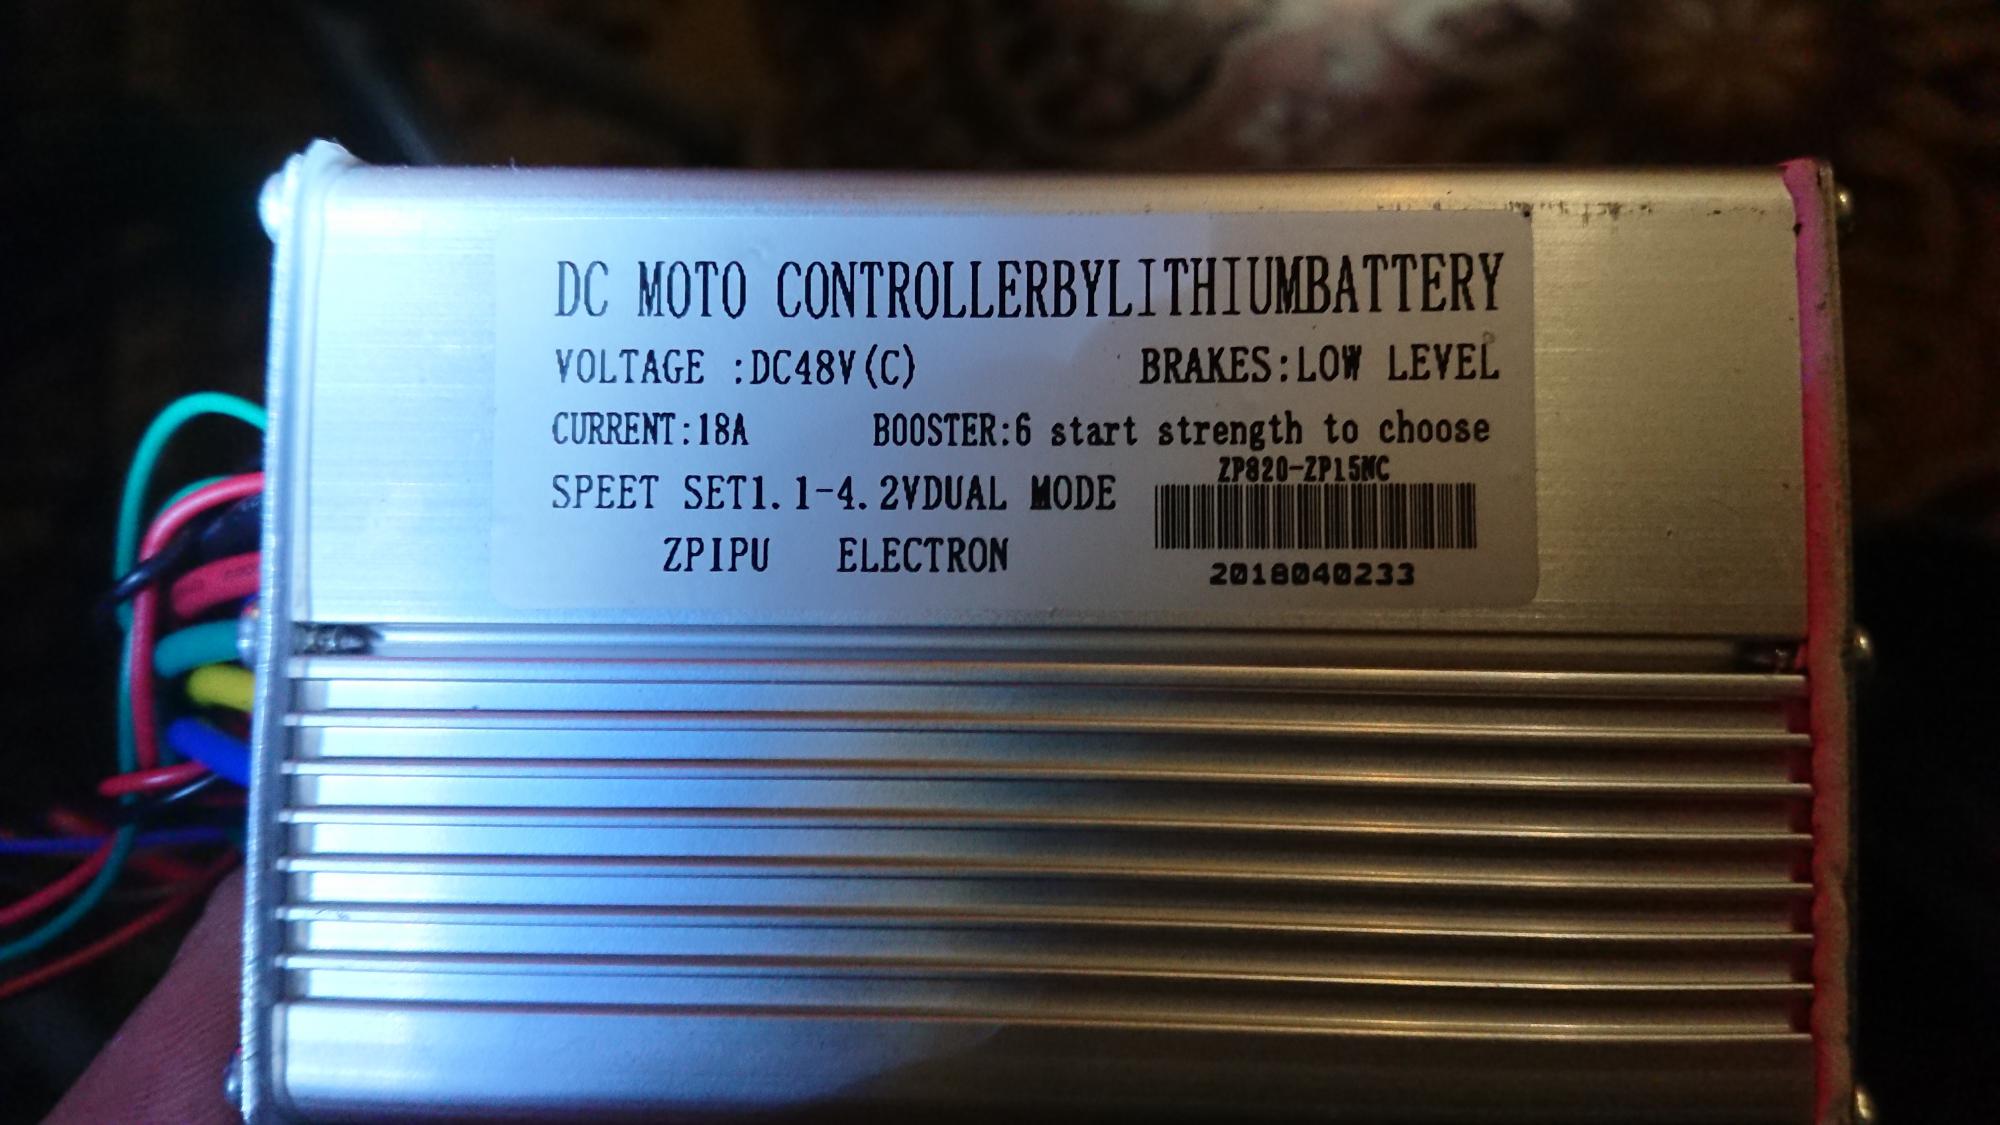 DC MOTO CONTROLLERBYLITHIUMBATTERY
VOLTAGE :DC48V(C) BRAKES:LOW LEVEL
CURRENT:18A BOOSTER:6 start strength to choose
SPEET SET1.1-4.2VDUAL MODE
ZP820-ZP15MC
ZPIPU ELECTRON
2018040233